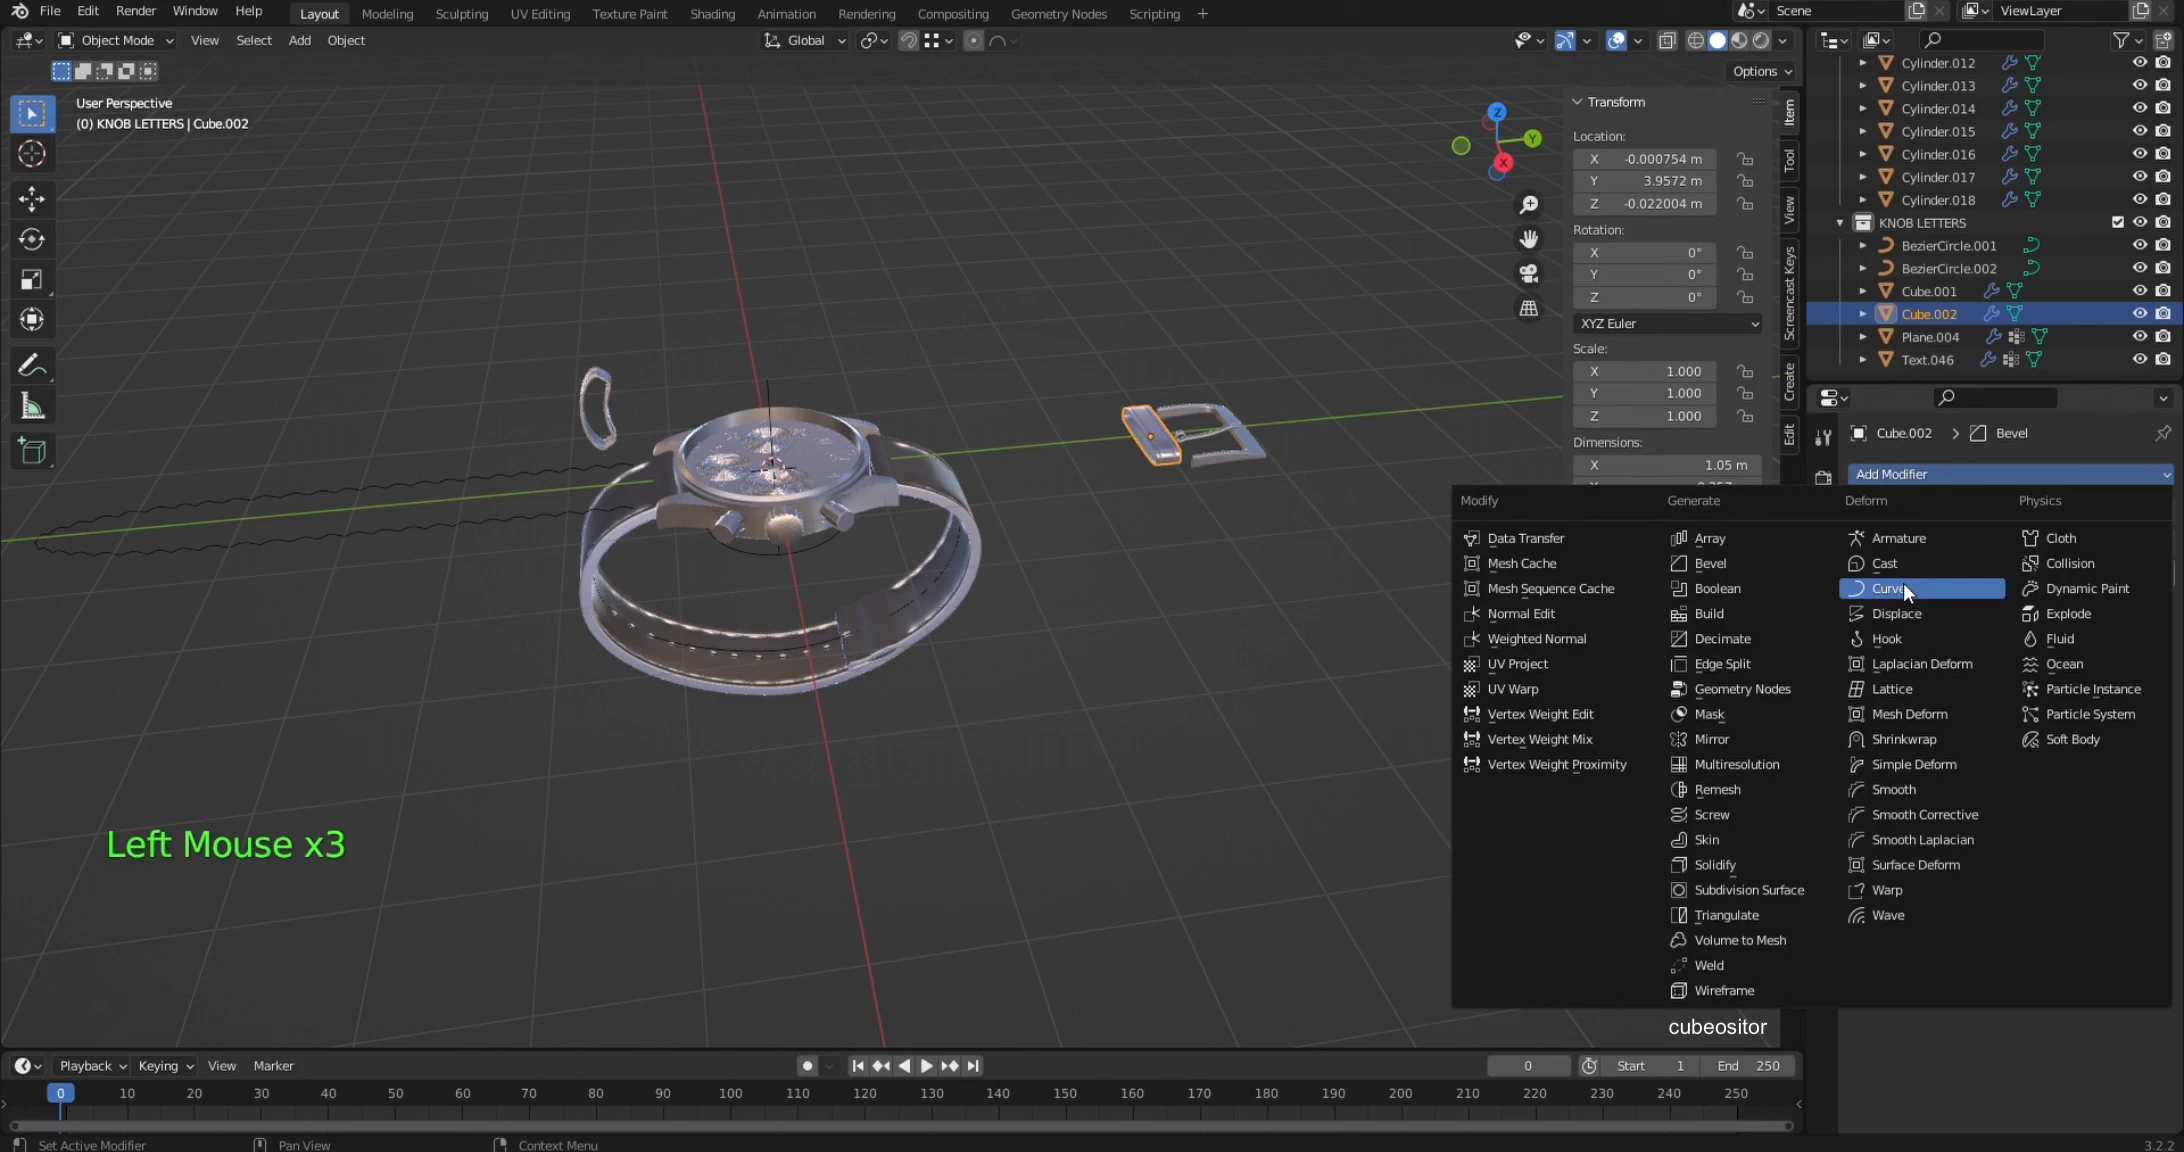 File Edit Render Window Help Layout Modeling Sculpting UV Editing Texture Paint Shading Animation Rendering Compositing Geometry Nodes Scripting + Scene ViewLayer
Object Mode View Select Add Object Global
Options
User Perspective
(0) KNOB LETTERS | Cube.002
Z
Y
X
Transform
Location:
X -0.000754 m
Y 3.9572 m
Z -0.022004 m
Rotation:
X 0°
Y 0°
Z 0°
XYZ Euler
Scale:
X 1.000
Y 1.000
Z 1.000
Dimensions:
X 1.05 m
Item
Tool
View
Screencast Keys
Create
Edit
Cylinder.012
Cylinder.013
Cylinder.014
Cylinder.015
Cylinder.016
Cylinder.017
Cylinder.018
KNOB LETTERS
BezierCircle.001
BezierCircle.002
Cube.001
Cube.002
Plane.004
Text.046
Cube.002 > Bevel
Add Modifier
Modify
Data Transfer
Mesh Cache
Mesh Sequence Cache
Normal Edit
Weighted Normal
UV Project
UV Warp
Vertex Weight Edit
Vertex Weight Mix
Vertex Weight Proximity
Generate
Array
Bevel
Boolean
Build
Decimate
Edge Split
Geometry Nodes
Mask
Mirror
Multiresolution
Remesh
Screw
Skin
Solidify
Subdivision Surface
Triangulate
Volume to Mesh
Weld
Wireframe
Deform
Armature
Cast
Curve
Displace
Hook
Laplacian Deform
Lattice
Mesh Deform
Shrinkwrap
Simple Deform
Smooth
Smooth Corrective
Smooth Laplacian
Surface Deform
Warp
Wave
Physics
Cloth
Collision
Dynamic Paint
Explode
Fluid
Ocean
Particle Instance
Particle System
Soft Body
Left Mouse x3
cubeositor
Playback Keying View Marker 0 Start 1 End 250
0 10 20 30 40 50 60 70 80 90 100 110 120 130 140 150 160 170 180 190 200 210 220 230 240 250
Set Active Modifier Pan View Context Menu 3.2.2